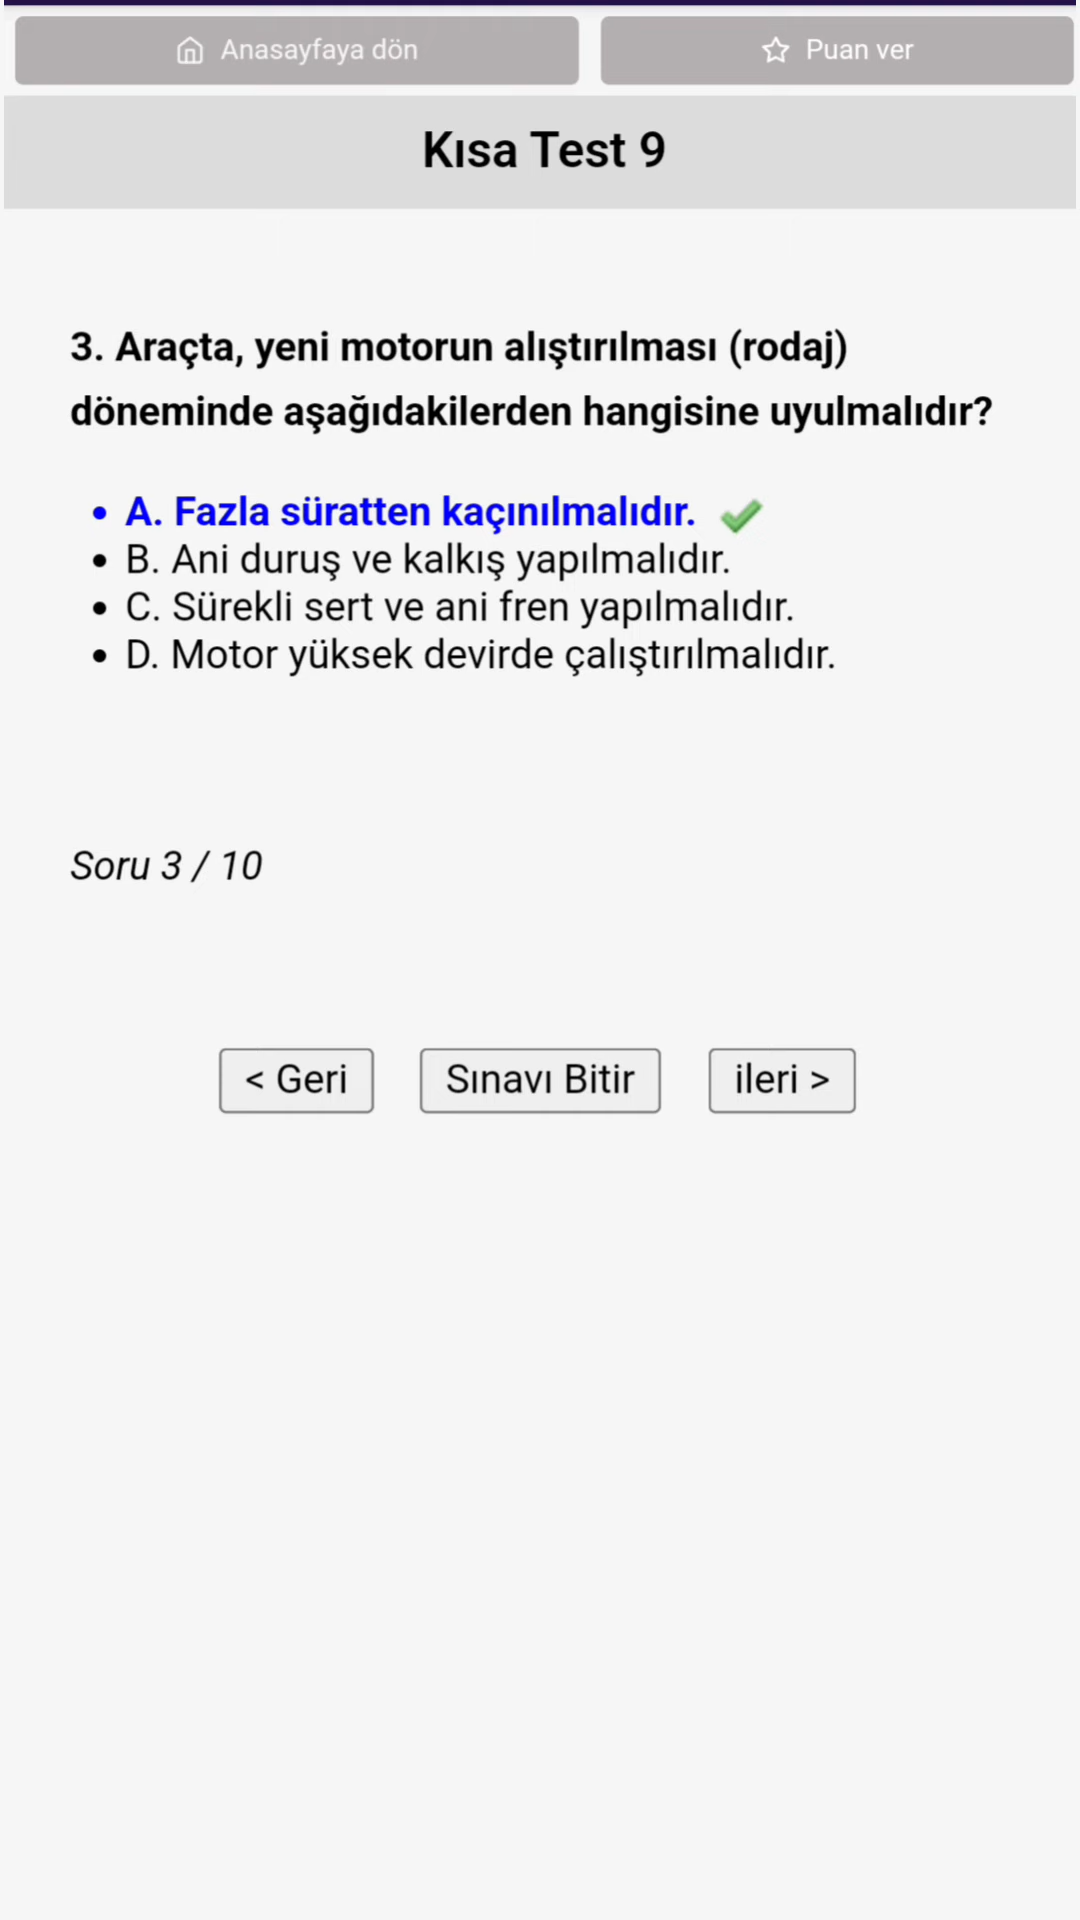 Anasayfaya dön
Puan ver
Kısa Test 9
3. Araçta, yeni motorun alıştırılması (rodaj)
döneminde aşağıdakilerden hangisine uyulmalıdır?
• A. Fazla süratten kaçınılmalıdır.
• B. Ani duruş ve kalkış yapılmalıdır.
• C. Sürekli sert ve ani fren yapılmalıdır.
• D. Motor yüksek devirde çalıştırılmalıdır.
Soru 3 / 10
< Geri
Sınavı Bitir
ileri >